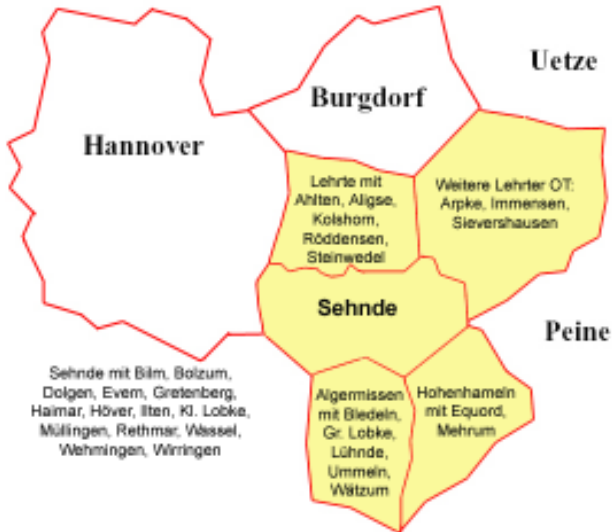 Uetze
Burgdorf
Hannover
Lehrte mit
Ahlten, Aligse,
Kolshorn,
Röddensen,
Steinwedel
Weitere Lehrter OT:
Arpke, Immensen,
Sievershausen
Sehnde
Peine
Sehnde mit Bilm, Bolzum,
Dolgen, Evern, Gretenberg,
Haimar, Höver, Ilten, Kl. Lobke,
Müllingen, Rethmar, Wassel,
Wehmingen, Wirringen
Algermissen
mit Bledeln,
Gr. Lobke,
Lühnde,
Ummeln,
Wätzum
Hohenhameln
mit Equord,
Mehrum